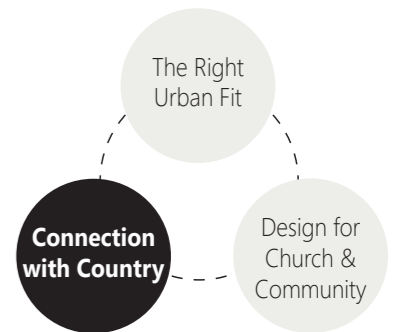 The Right
Urban Fit
Connection
with Country
Design for
Church &
Community